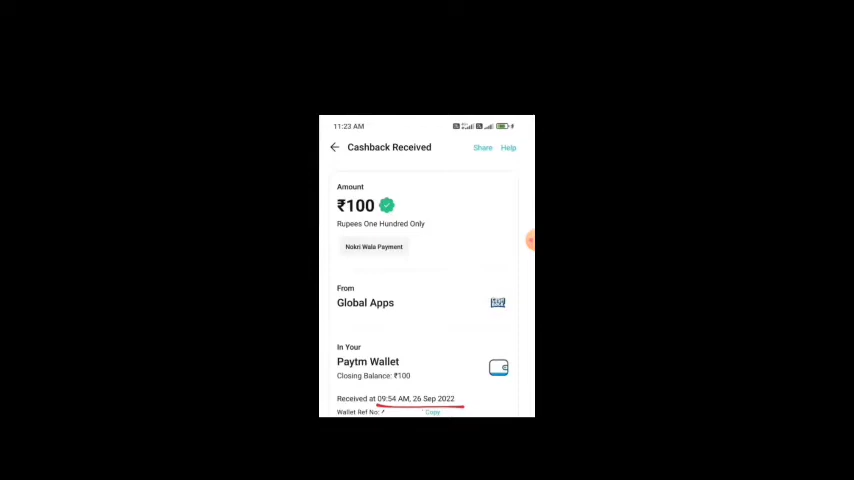 11:23 AM
Cashback Received
Share Help
Amount
₹100
Rupees One Hundred Only
Nokri Wala Payment
From
Global Apps
In Your
Paytm Wallet
Closing Balance: ₹100
Received at 09:54 AM, 26 Sep 2022
Wallet Ref No:
Copy